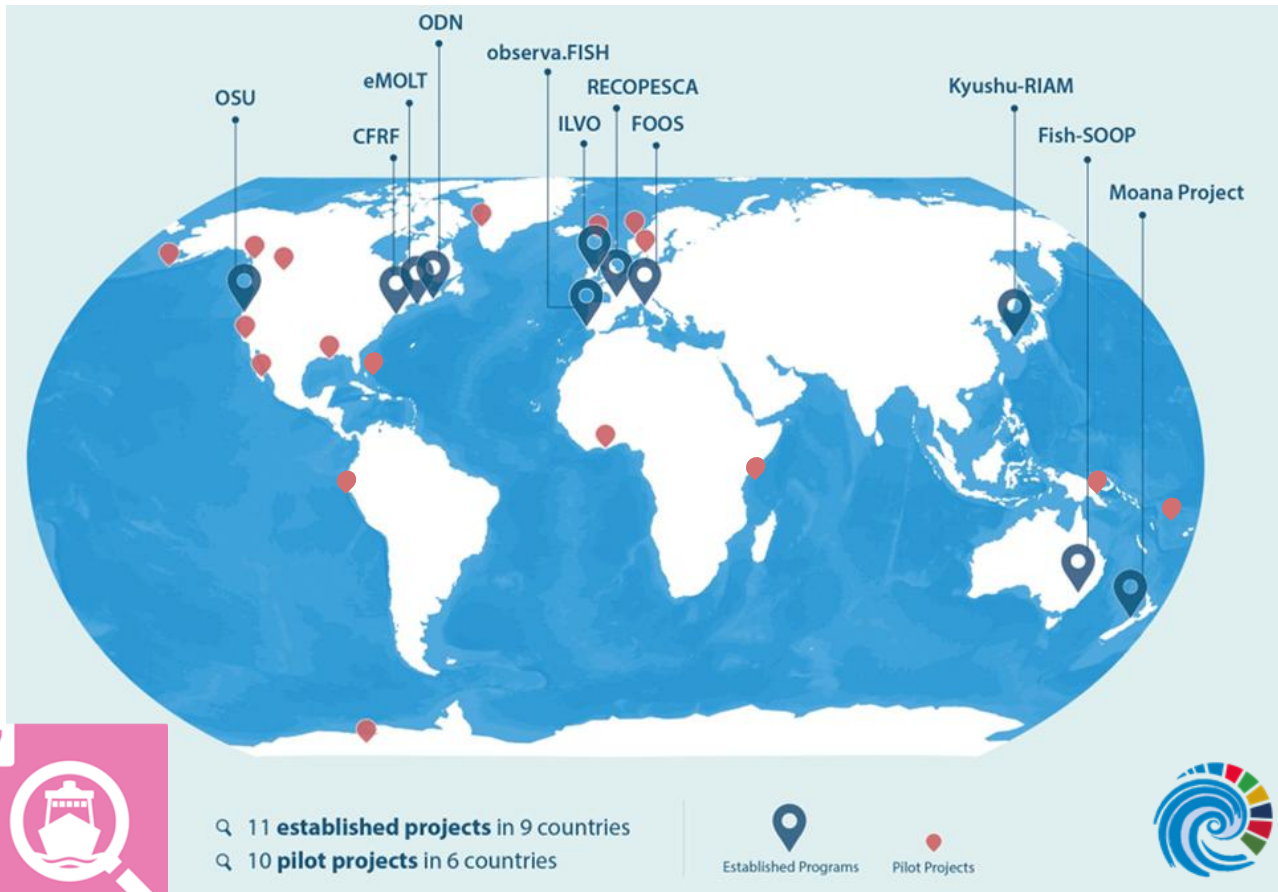 ODN
observa.FISH
eMOLT
RECOPESCA
Kyushu-RIAM
OSU
ILVO
FOOS
CFRF
Fish-SOOP
Moana Project
11 established projects in 9 countries
10 pilot projects in 6 countries
Established Programs
Pilot Projects